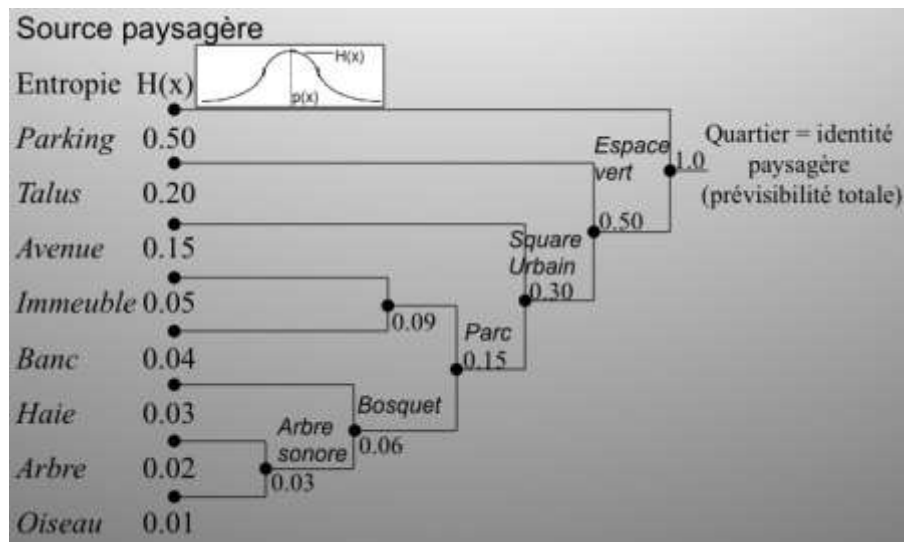 Source paysagère
Entropie H(x)
H(x)
p(x)
Parking 0.50
Talus 0.20
Avenue 0.15
Immeuble 0.05
Banc 0.04
Haie 0.03
Arbre 0.02
Oiseau 0.01
Arbre
sonore
0.03
Bosquet
0.06
0.09
Parc
0.15
Square
Urbain
0.30
Espace
vert
0.50
1.0
Quartier = identité
paysagère
(prévisibilité totale)